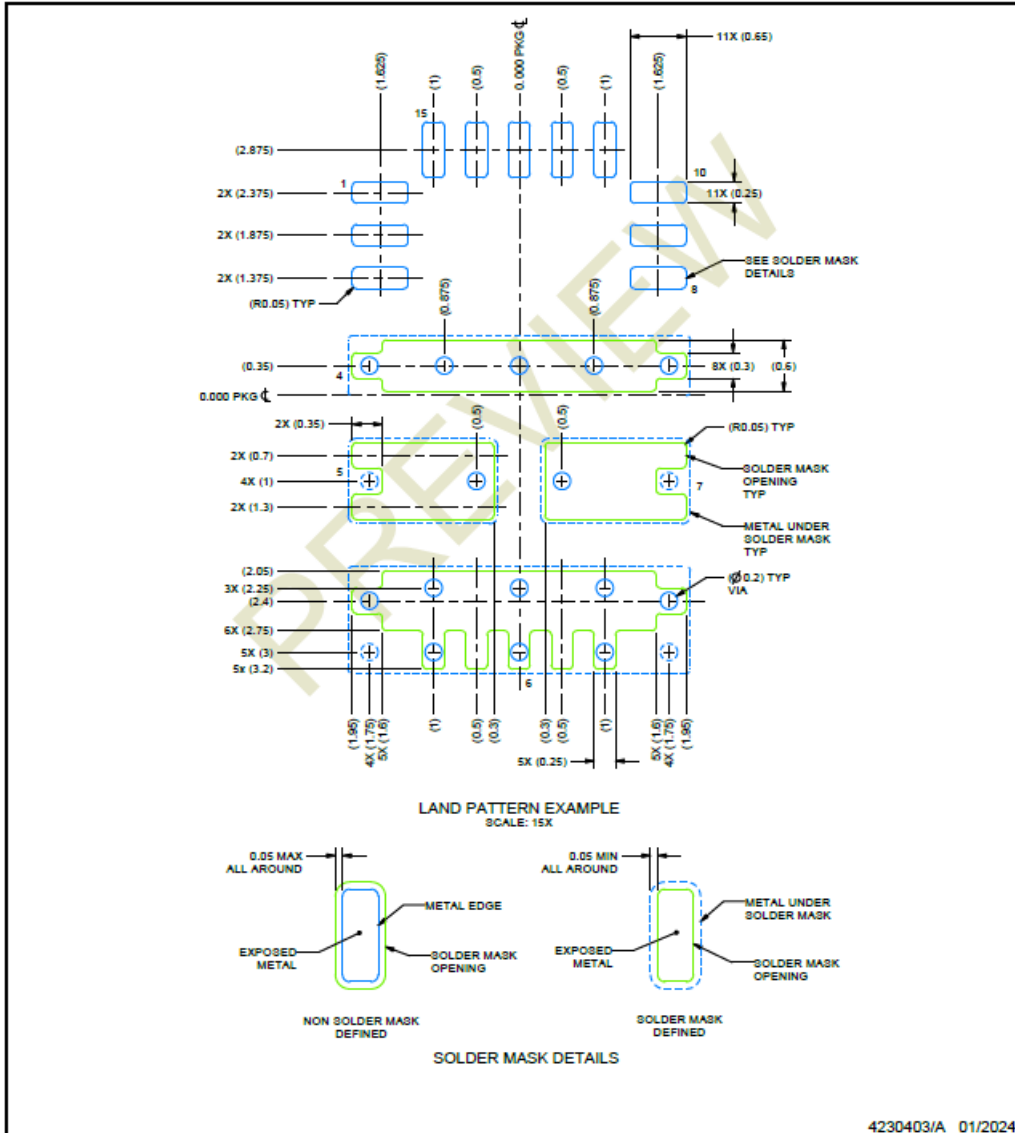 0.000 PKG ℄
11X (0.65)
(1.625)
(1)
(0.5)
(0.5)
(1)
(1.625)
15
(2.875)
1
10
2X (2.375)
11X (0.25)
2X (1.875)
SEE SOLDER MASK
DETAILS
2X (1.375)
8
(R0.05) TYP
(0.875)
(0.875)
(0.35)
4
8X (0.3)
(0.6)
0.000 PKG ℄
2X (0.35)
(0.5)
(0.5)
(R0.05) TYP
2X (0.7)
5
4X (1)
SOLDER MASK
OPENING
TYP
7
2X (1.3)
METAL UNDER
SOLDER MASK
TYP
(2.05)
3X (2.25)
(2.4)
(Ø0.2) TYP
VIA
6X (2.75)
5X (3)
5x (3.2)
6
(1.95)
4X (1.75)
5X (1.6)
(1)
(0.5)
(0.3)
(0.3)
(0.5)
(1)
5X (1.6)
4X (1.75)
(1.95)
5X (0.25)
PREVIEW
LAND PATTERN EXAMPLE
SCALE: 15X
0.05 MAX
ALL AROUND
0.05 MIN
ALL AROUND
METAL EDGE
METAL UNDER
SOLDER MASK
EXPOSED
METAL
SOLDER MASK
OPENING
EXPOSED
METAL
SOLDER MASK
OPENING
NON SOLDER MASK
DEFINED
SOLDER MASK
DEFINED
SOLDER MASK DETAILS
4230403/A 01/2024